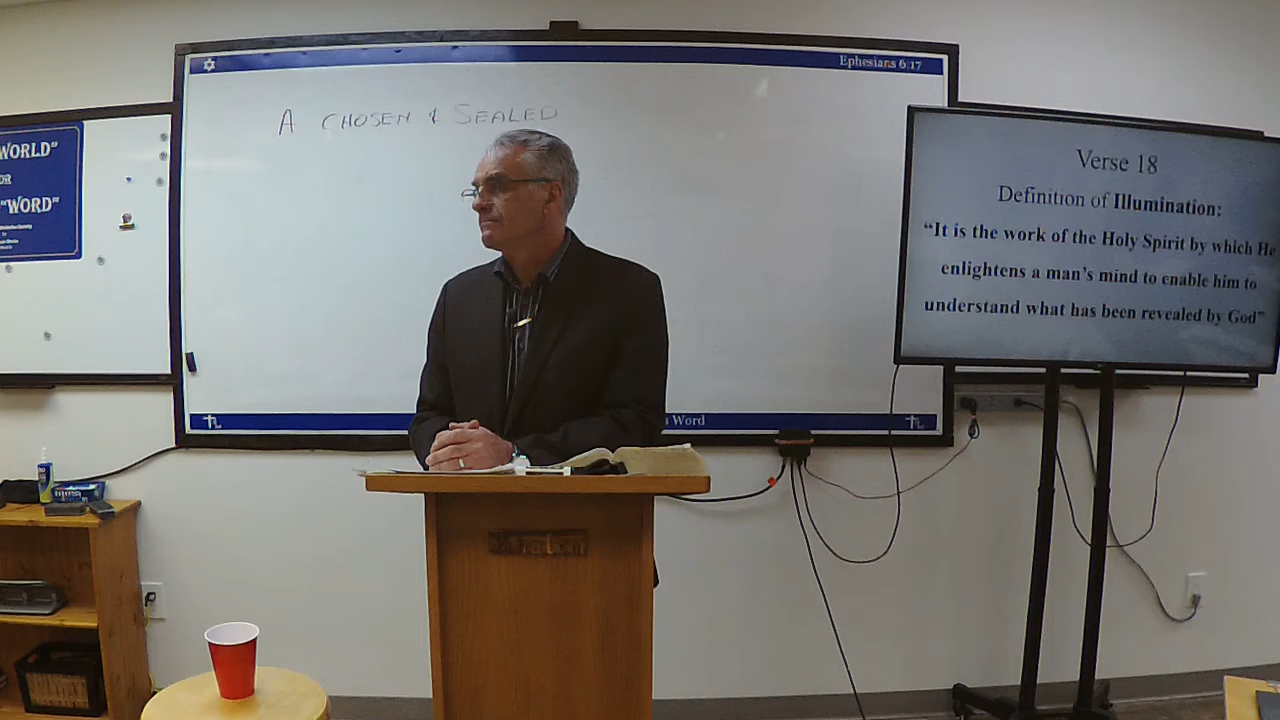 Ephesians 6:17
A CHOSEN & SEALED
WORLD"
OR
"WORD"
Word
Verse 18
Definition of Illumination:
“It is the work of the Holy Spirit by which He
enlightens a man’s mind to enable him to
understand what has been revealed by God”